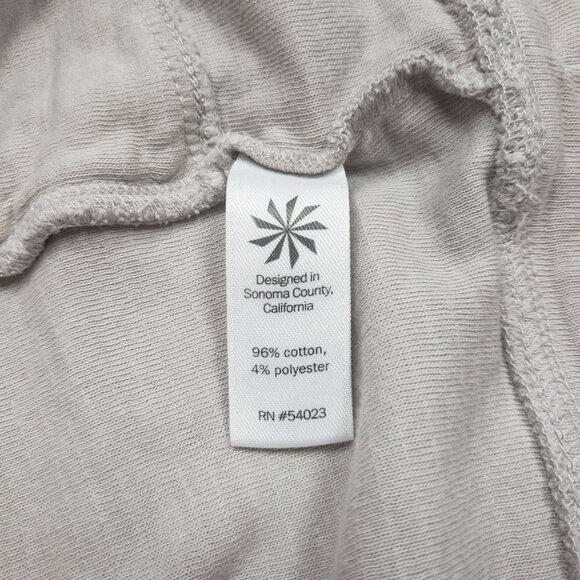 Designed in
Sonoma County,
California
96% cotton,
4% polyester
RN #54023